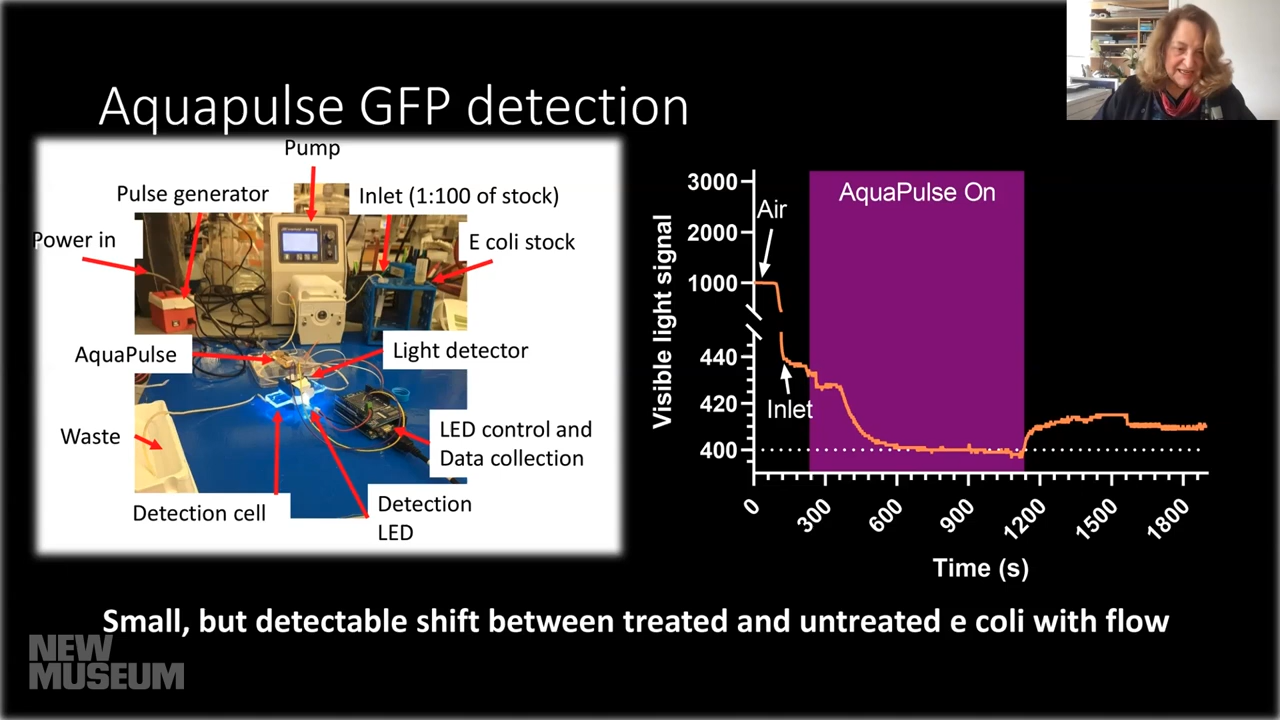 Aquapulse GFP detection
Pump
Pulse generator
Inlet (1:100 of stock)
Power in
E coli stock
AquaPulse
Light detector
Waste
LED control and
Data collection
Detection cell
Detection
LED
AquaPulse On
Air
Inlet
Visible light signal
3000
2000
1000
440
420
400
0
300
600
900
1200
1500
1800
Time (s)
Small, but detectable shift between treated and untreated e coli with flow
NEW
MUSEUM